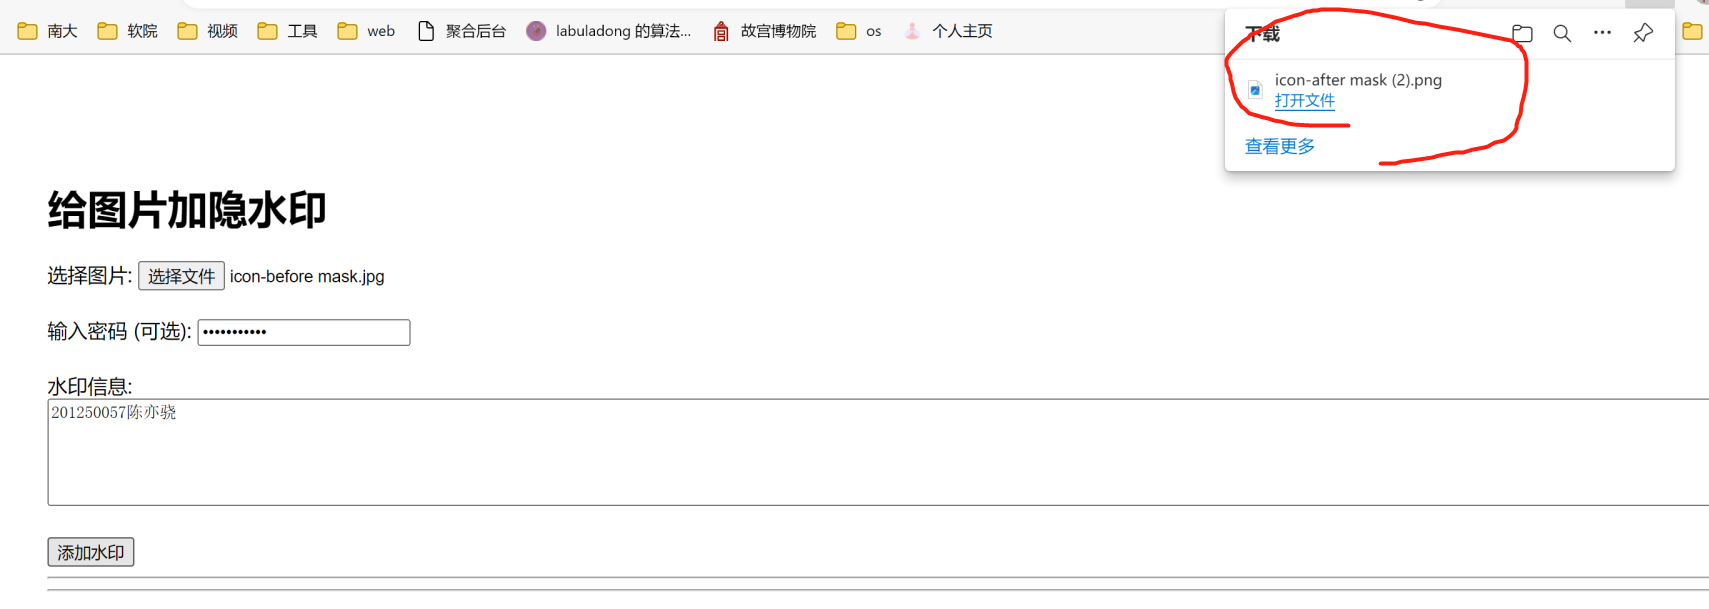 南大 软院 视频 工具 web 聚合后台 labuladong 的算法... 故宫博物院 os 个人主页
下载
icon-after mask (2).png
打开文件
查看更多
给图片加隐水印
选择图片: 选择文件 icon-before mask.jpg
输入密码 (可选): •••••••••••
水印信息:
201250057陈亦骁
添加水印